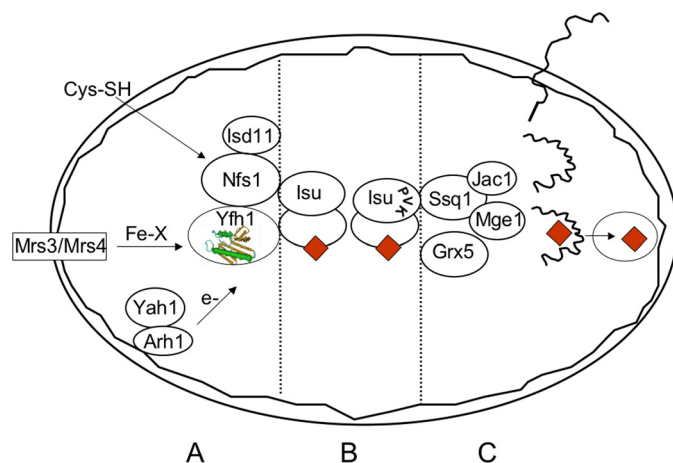 Cys-SH
Isd11
Nfs1
Isu
Isu
PVK
Ssq1
Jac1
Mge1
Yfh1
Mrs3/Mrs4
Fe-X
Grx5
e-
Yah1
Arh1
A
B
C